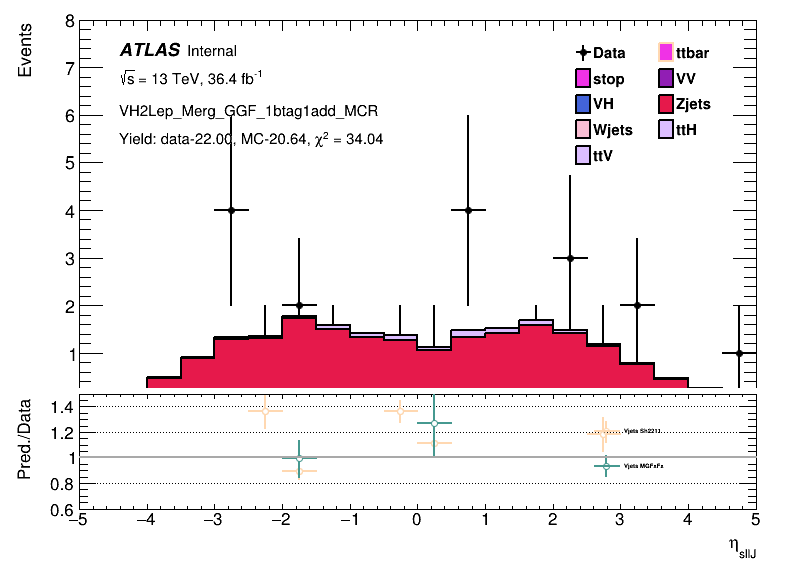 Events
8
7
6
5
4
3
2
1
ATLAS Internal
√s = 13 TeV, 36.4 fb⁻¹
VH2Lep_Merg_GGF_1btag1add_MCR
Yield: data-22.00, MC-20.64, χ² = 34.04
Data
ttbar
stop
VV
VH
Zjets
Wjets
ttH
ttV
Pred./Data
1.4
1.2
1
0.8
0.6
Vjets Sh2211
Vjets MGFxFx
−5 −4 −3 −2 −1 0 1 2 3 4 5
η_sllJ